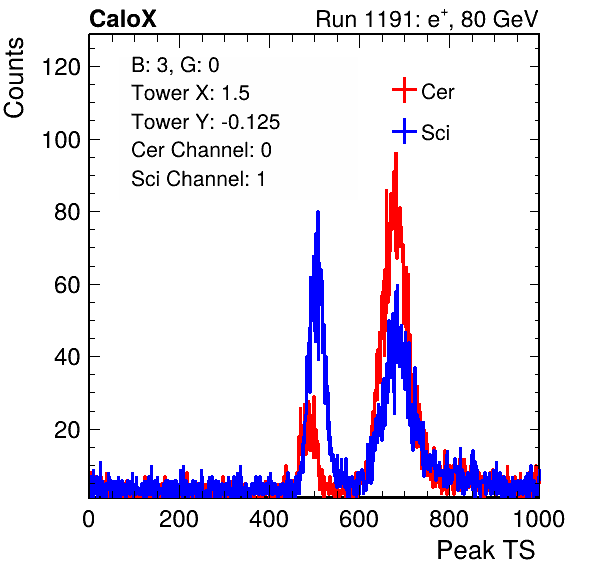 CaloX Run 1191: e⁺, 80 GeV
Counts
B: 3, G: 0
Tower X: 1.5
Tower Y: -0.125
Cer Channel: 0
Sci Channel: 1
Cer
Sci
120
100
80
60
40
20
0 200 400 600 800 1000
Peak TS